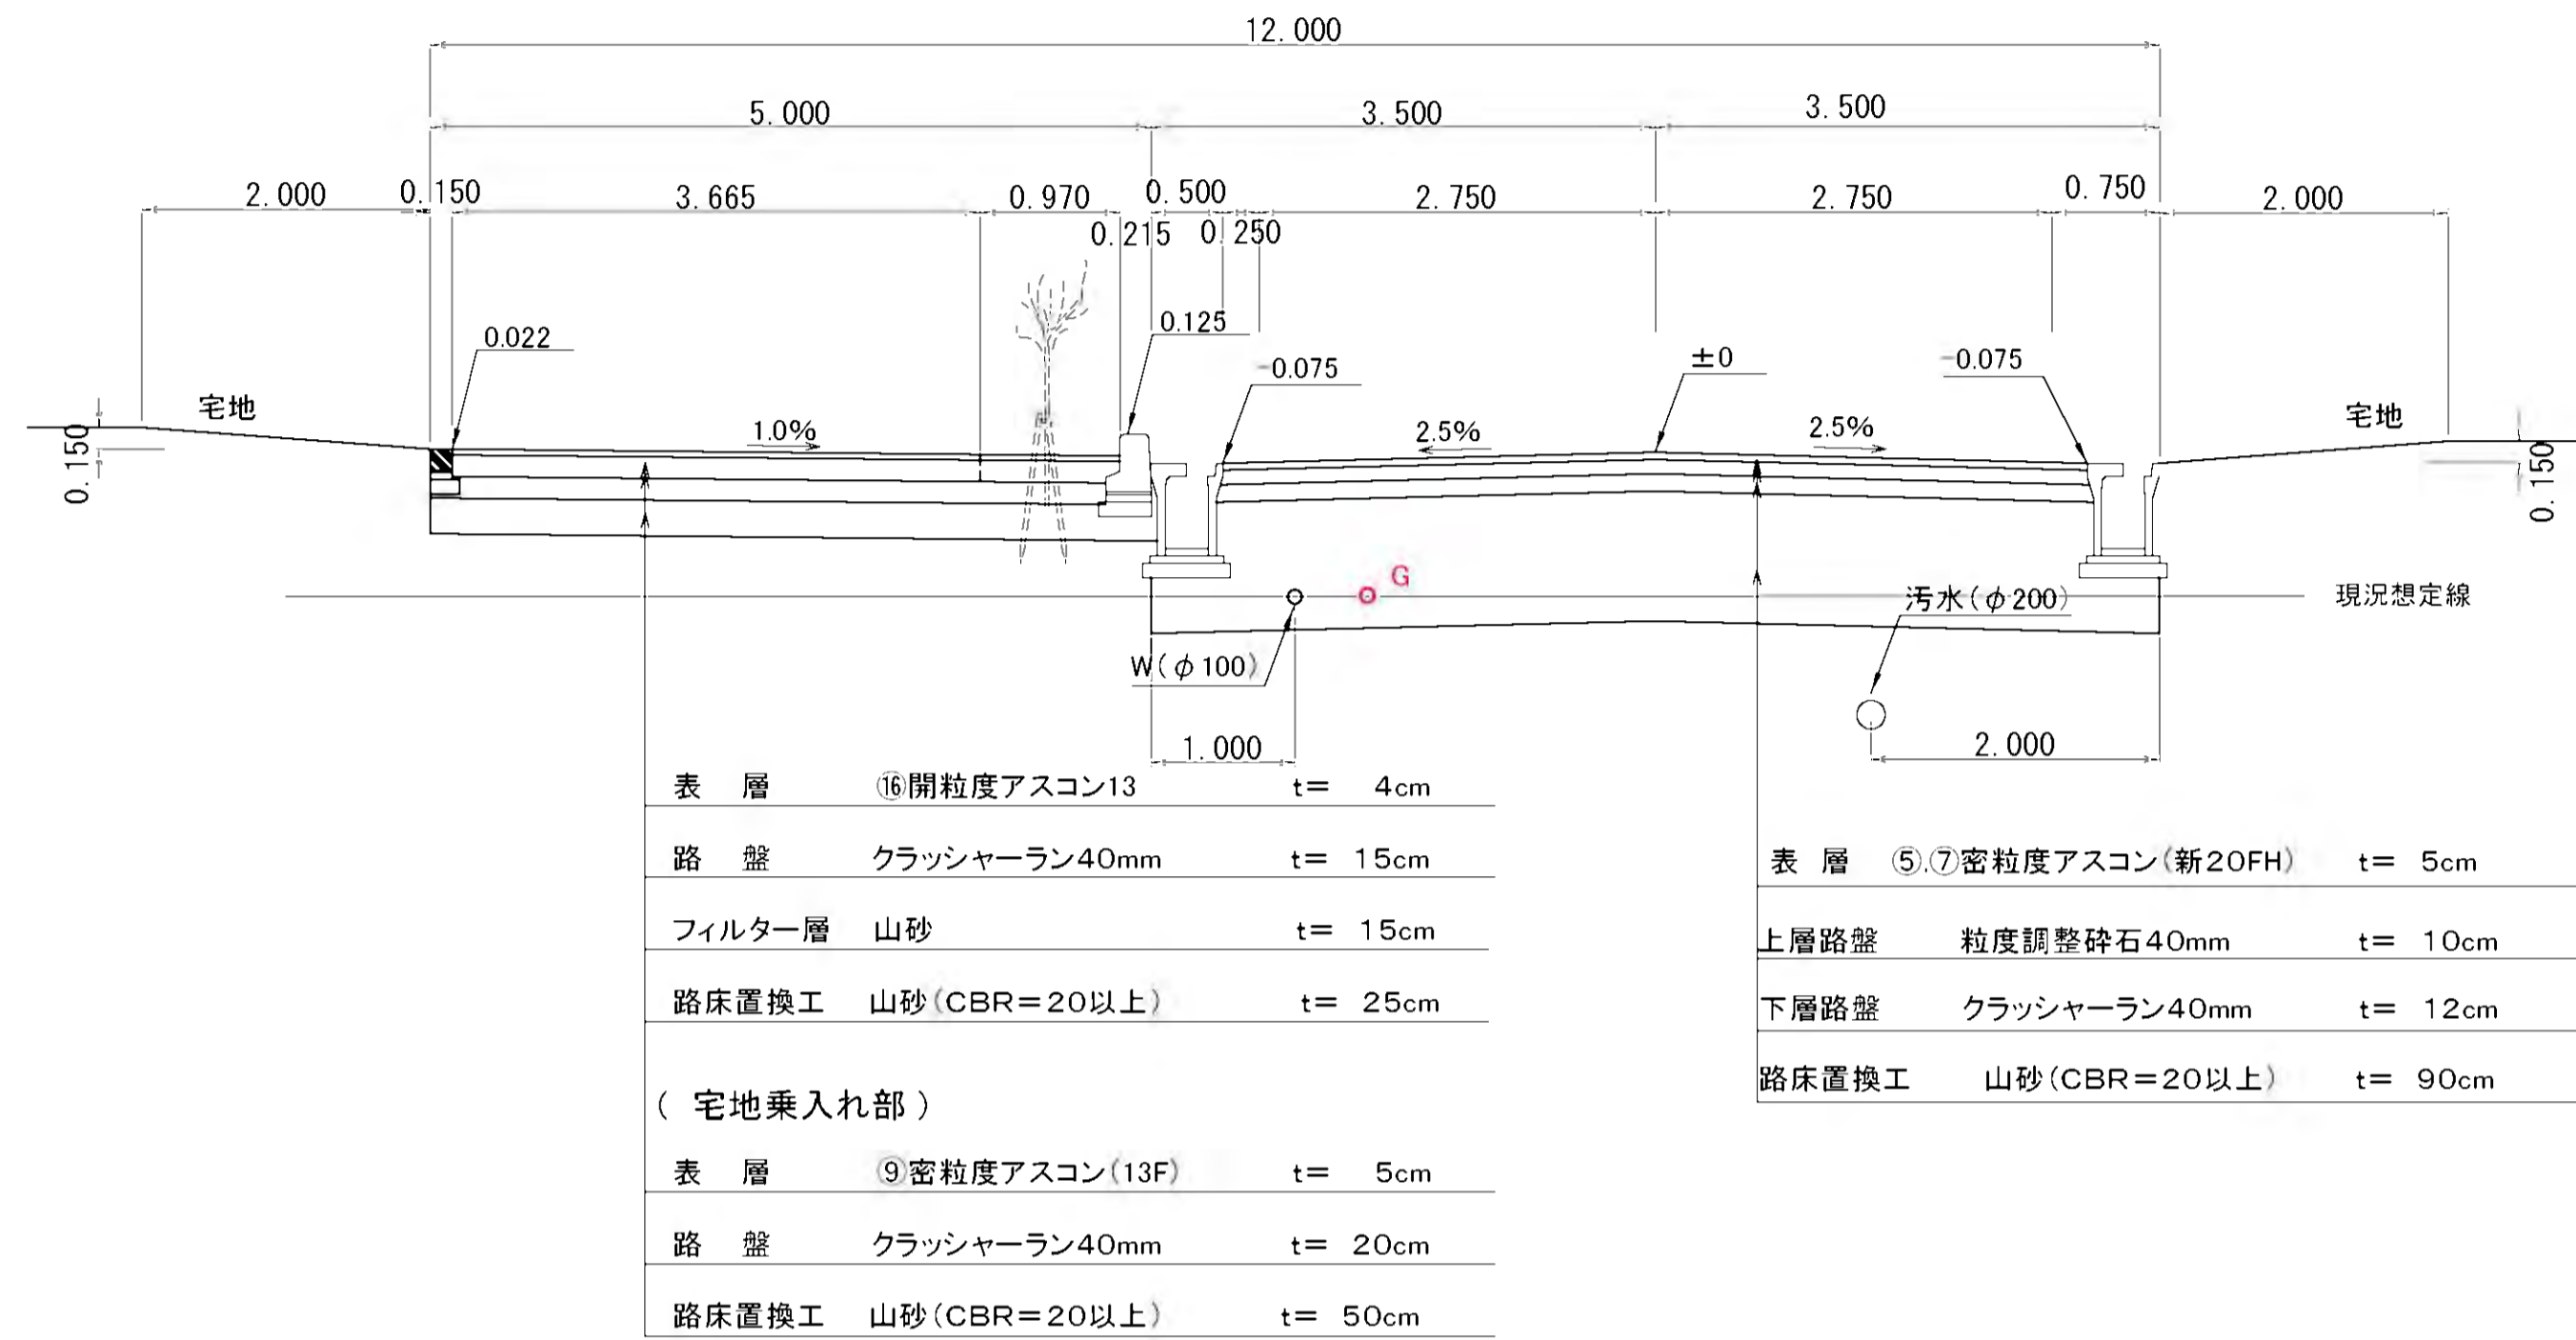 12.000
5.000 3.500 3.500
2.000 0.150 3.665 0.970 0.500 2.750 2.750 0.750 2.000
0.215 0.250
0.022 0.125 -0.075 ±0 -0.075
宅地 宅地
0.150 1.0% 2.5% 2.5% 0.150
G
汚水(φ200) 現況想定線
W(φ100)
1.000 2.000
表 層 ⑯開粒度アスコン13 t= 4cm
路 盤 クラッシャーラン40mm t= 15cm
フィルター層 山砂 t= 15cm
路床置換工 山砂(CBR=20以上) t= 25cm
(宅地乗入れ部)
表 層 ⑨密粒度アスコン(13F) t= 5cm
路 盤 クラッシャーラン40mm t= 20cm
路床置換工 山砂(CBR=20以上) t= 50cm
表 層 ⑤.⑦密粒度アスコン(新20FH) t= 5cm
上層路盤 粒度調整砕石40mm t= 10cm
下層路盤 クラッシャーラン40mm t= 12cm
路床置換工 山砂(CBR=20以上) t= 90cm